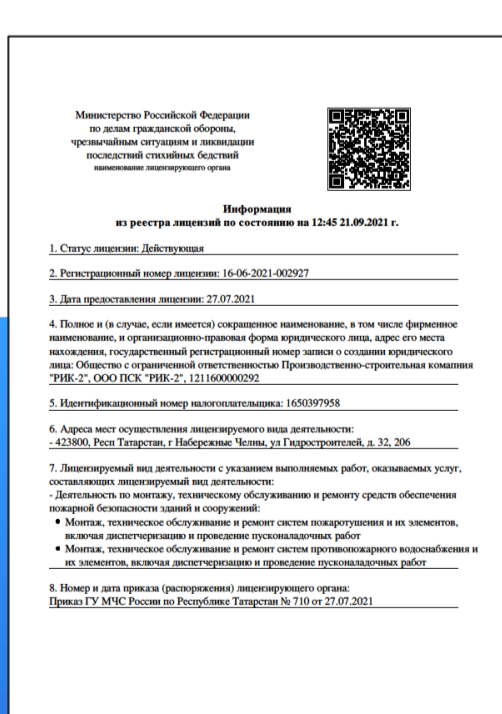 Министерство Российской Федерации
по делам гражданской обороны,
чрезвычайным ситуациям и ликвидации
последствий стихийных бедствий
наименование лицензирующего органа
Информация
из реестра лицензий по состоянию на 12:45 21.09.2021 г.
1. Статус лицензии: Действующая
2. Регистрационный номер лицензии: 16-06-2021-002927
3. Дата предоставления лицензии: 27.07.2021
4. Полное и (в случае, если имеется) сокращенное наименование, в том числе фирменное
наименование, и организационно-правовая форма юридического лица, адрес его места
нахождения, государственный регистрационный номер записи о создании юридического
лица: Общество с ограниченной ответственностью Производственно-строительная компания
"РИК-2", ООО ПСК "РИК-2", 1211600000292
5. Идентификационный номер налогоплательщика: 1650397958
6. Адреса мест осуществления лицензируемого вида деятельности:
- 423800, Респ Татарстан, г Набережные Челны, ул Гидростроителей, д. 32, 206
7. Лицензируемый вид деятельности с указанием выполняемых работ, оказываемых услуг,
составляющих лицензируемый вид деятельности:
- Деятельность по монтажу, техническому обслуживанию и ремонту средств обеспечения
пожарной безопасности зданий и сооружений:
• Монтаж, техническое обслуживание и ремонт систем пожаротушения и их элементов,
включая диспетчеризацию и проведение пусконаладочных работ
• Монтаж, техническое обслуживание и ремонт систем противопожарного водоснабжения и
их элементов, включая диспетчеризацию и проведение пусконаладочных работ
8. Номер и дата приказа (распоряжения) лицензирующего органа:
Приказ ГУ МЧС России по Республике Татарстан № 710 от 27.07.2021